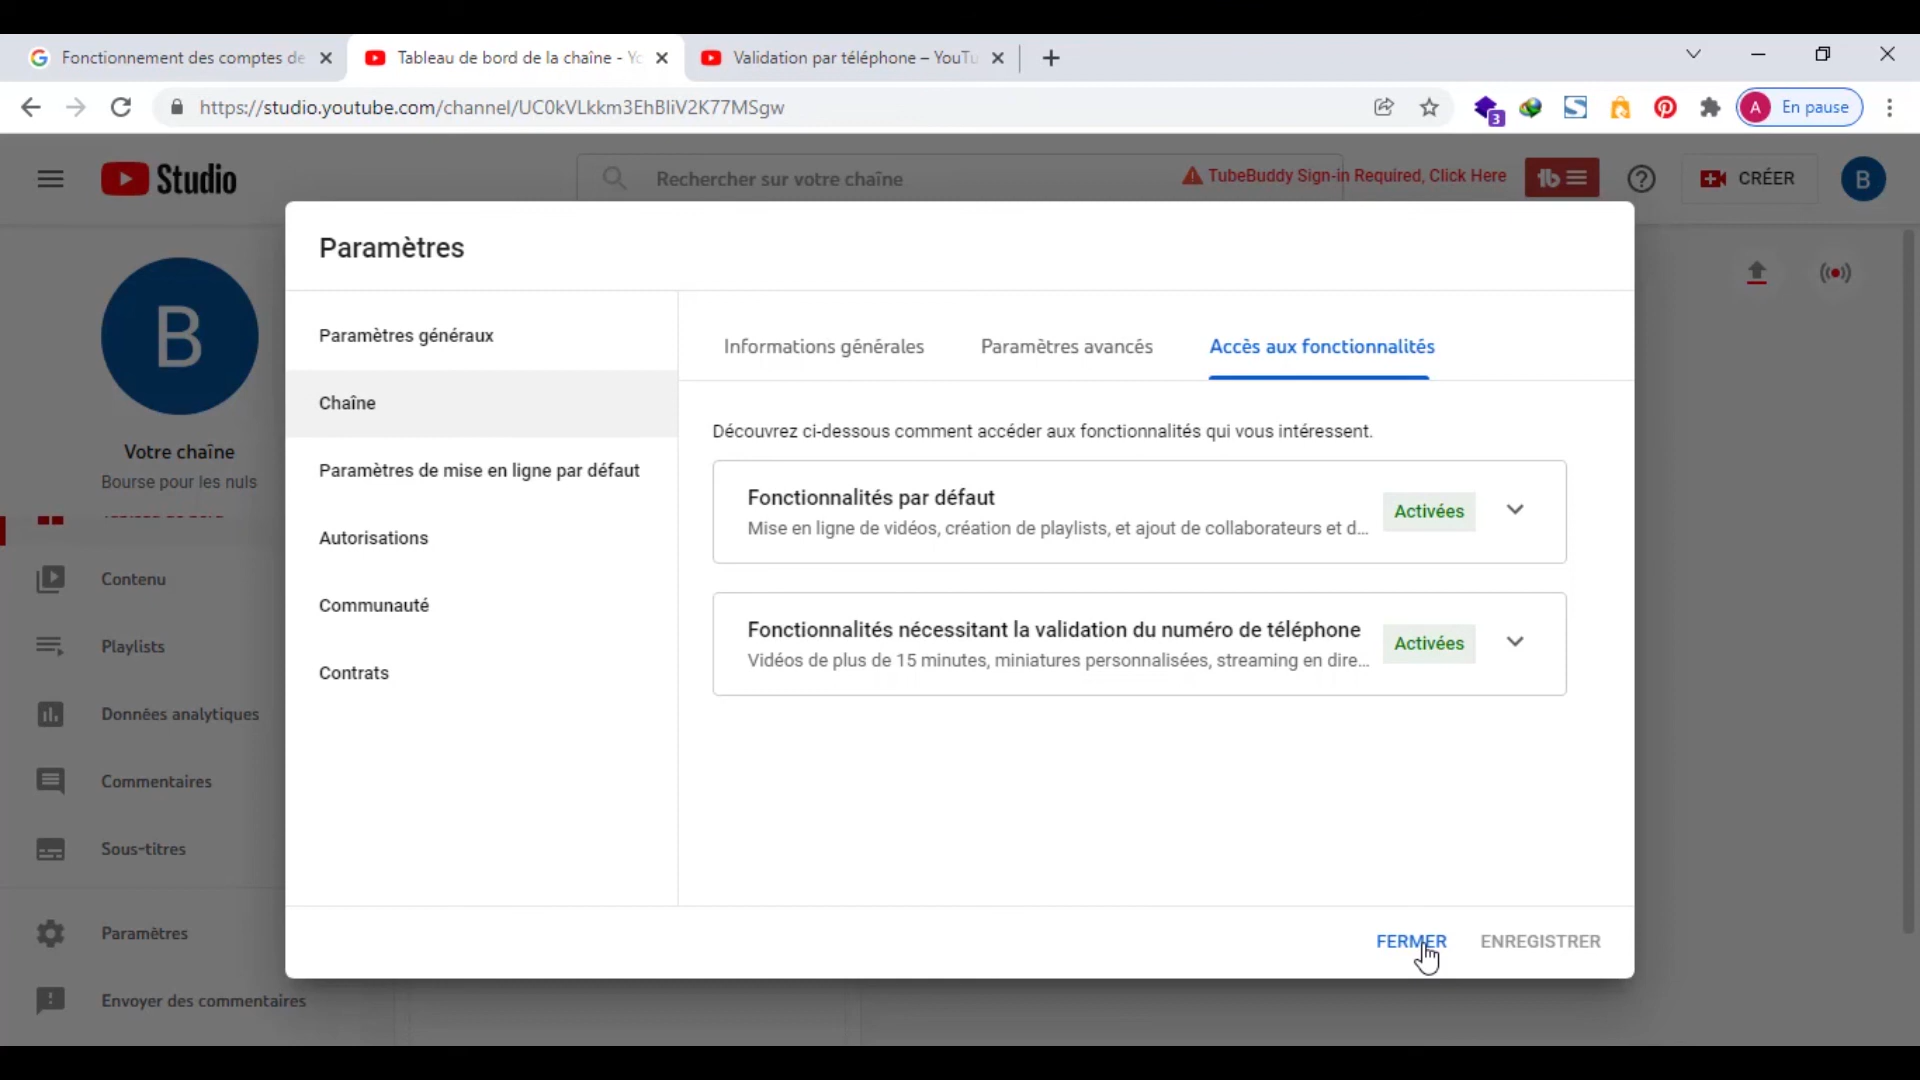 Fonctionnement des comptes de
Tableau de bord de la chaîne - Yo
Validation par téléphone – YouTu
https://studio.youtube.com/channel/UC0kVLkkm3EhBIiV2K77MSgw
3
A En pause
Studio
Rechercher sur votre chaîne
TubeBuddy Sign-in Required, Click Here
tb
CRÉER
B
B
Votre chaîne
Bourse pour les nuls
Contenu
Playlists
Données analytiques
Commentaires
Sous-titres
Paramètres
Envoyer des commentaires
Paramètres
Paramètres généraux
Chaîne
Paramètres de mise en ligne par défaut
Autorisations
Communauté
Contrats
Informations générales
Paramètres avancés
Accès aux fonctionnalités
Découvrez ci-dessous comment accéder aux fonctionnalités qui vous intéressent.
Fonctionnalités par défaut
Mise en ligne de vidéos, création de playlists, et ajout de collaborateurs et d...
Activées
Fonctionnalités nécessitant la validation du numéro de téléphone
Vidéos de plus de 15 minutes, miniatures personnalisées, streaming en dire...
Activées
FERMER
ENREGISTRER